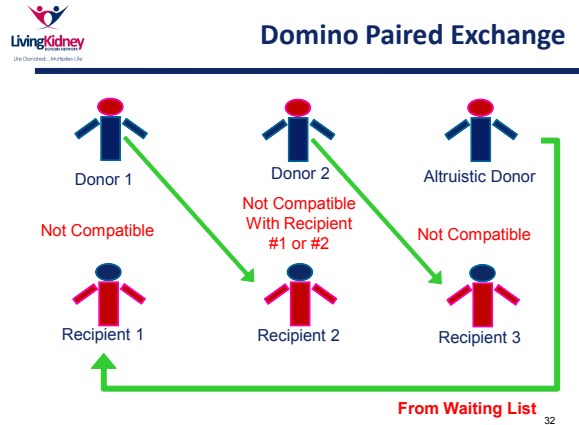 LivingKidney
DONORS NETWORK
Life Donated... Multiplies Life
Domino Paired Exchange
Donor 1
Donor 2
Altruistic Donor
Not Compatible
Not Compatible
With Recipient
#1 or #2
Not Compatible
Recipient 1
Recipient 2
Recipient 3
From Waiting List
32